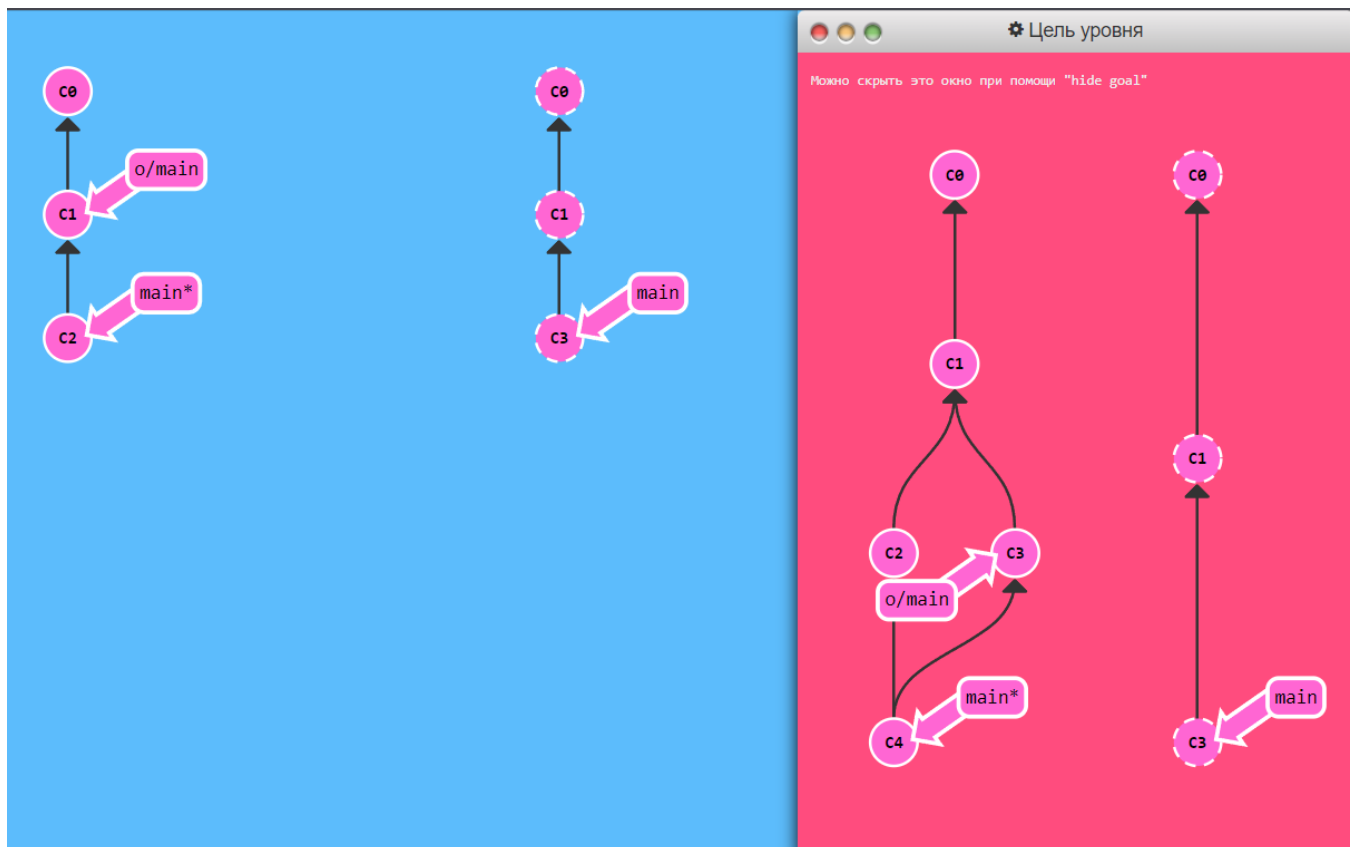 Цель уровня
Можно скрыть это окно при помощи "hide goal"
C0
o/main
C1
main*
C2
C0
C1
main
C3
C0
C1
C2
C3
o/main
main*
C4
C0
C1
main
C3